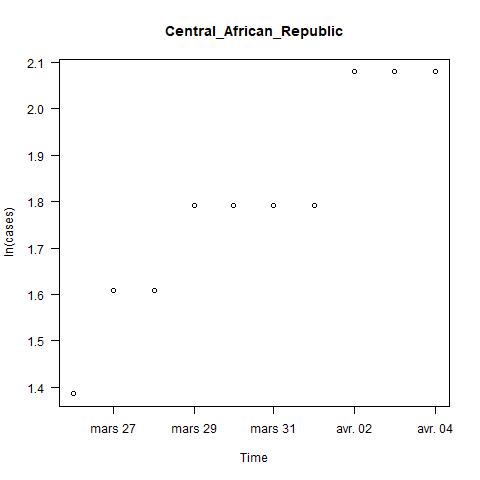 Central_African_Republic
ln(cases)
2.1
2.0
1.9
1.8
1.7
1.6
1.5
1.4
mars 27 mars 29 mars 31 avr. 02 avr. 04
Time